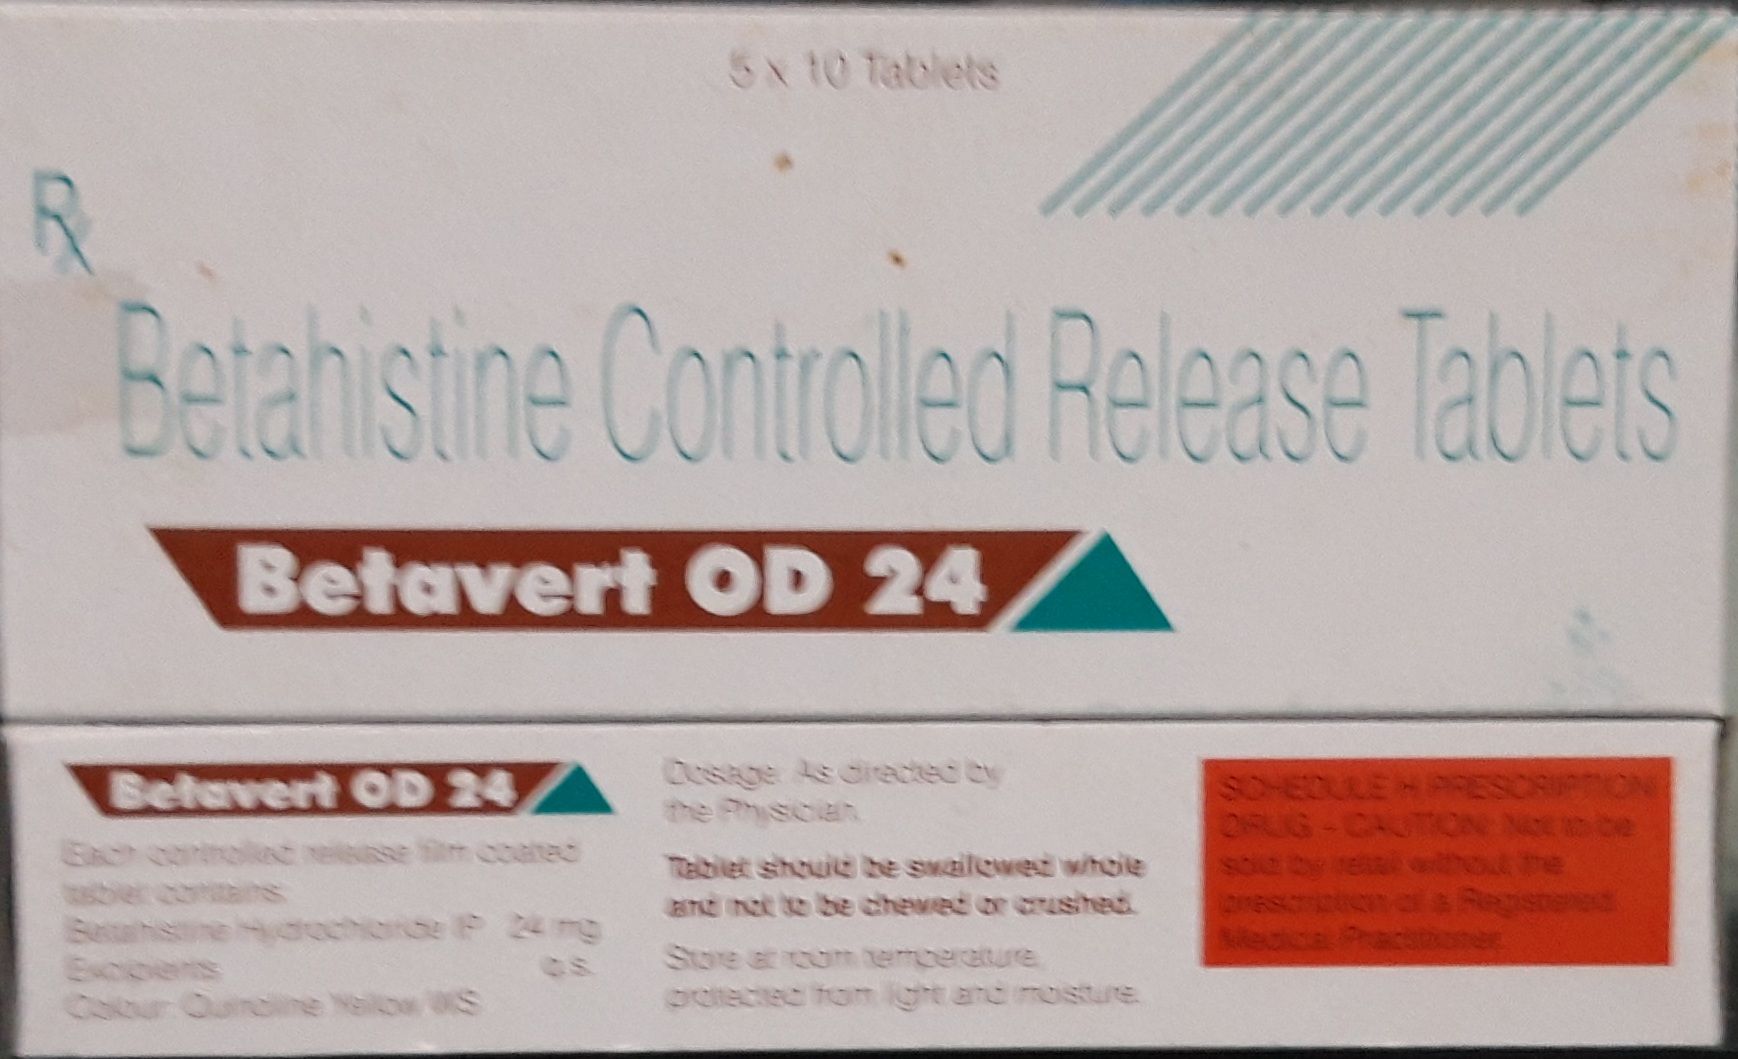 5 x 10 Tablets
Rx
Betahistine Controlled Release Tablets
Betavert OD 24
Betavert OD 24
Each controlled release film coated
tablet contains:
Betahistine Hydrochloride IP 24 mg
Excipients q.s.
Colour: Quinoline Yellow WS
Dosage: As directed by
the Physician.
Tablet should be swallowed whole
and not to be chewed or crushed.
Store at room temperature,
protected from light and moisture.
SCHEDULE H PRESCRIPTION
DRUG - CAUTION: Not to be
sold by retail without the
prescription of a Registered
Medical Practitioner.